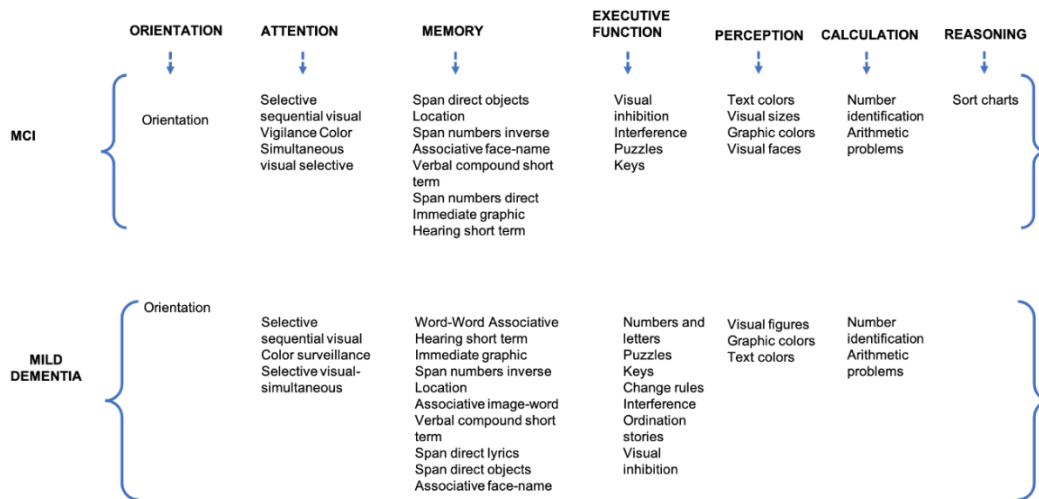 ORIENTATION
ATTENTION
MEMORY
EXECUTIVE
FUNCTION
PERCEPTION
CALCULATION
REASONING
MCI
Orientation
Selective
sequential visual
Vigilance Color
Simultaneous
visual selective
Span direct objects
Location
Span numbers inverse
Associative face-name
Verbal compound short
term
Span numbers direct
Immediate graphic
Hearing short term
Visual
inhibition
Interference
Puzzles
Keys
Text colors
Visual sizes
Graphic colors
Visual faces
Number
identification
Arithmetic
problems
Sort charts
MILD
DEMENTIA
Orientation
Selective
sequential visual
Color surveillance
Selective visual-
simultaneous
Word-Word Associative
Hearing short term
Immediate graphic
Span numbers inverse
Location
Associative image-word
Verbal compound short
term
Span direct lyrics
Span direct objects
Associative face-name
Numbers and
letters
Puzzles
Keys
Change rules
Interference
Ordination
stories
Visual
inhibition
Visual figures
Graphic colors
Text colors
Number
identification
Arithmetic
problems